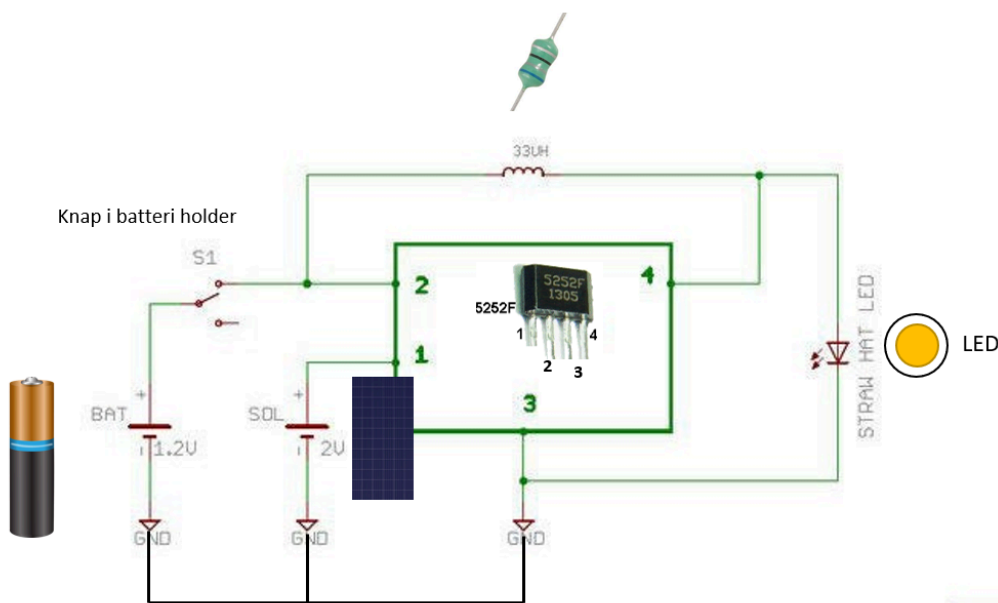 33UH
Knap i batteri holder
S1
2
4
5252F
1305
5252F
1
4
2
3
1
3
STRAW HAT LED
LED
+
BAT
1.2V
+
SOL
2V
GND
GND
GND